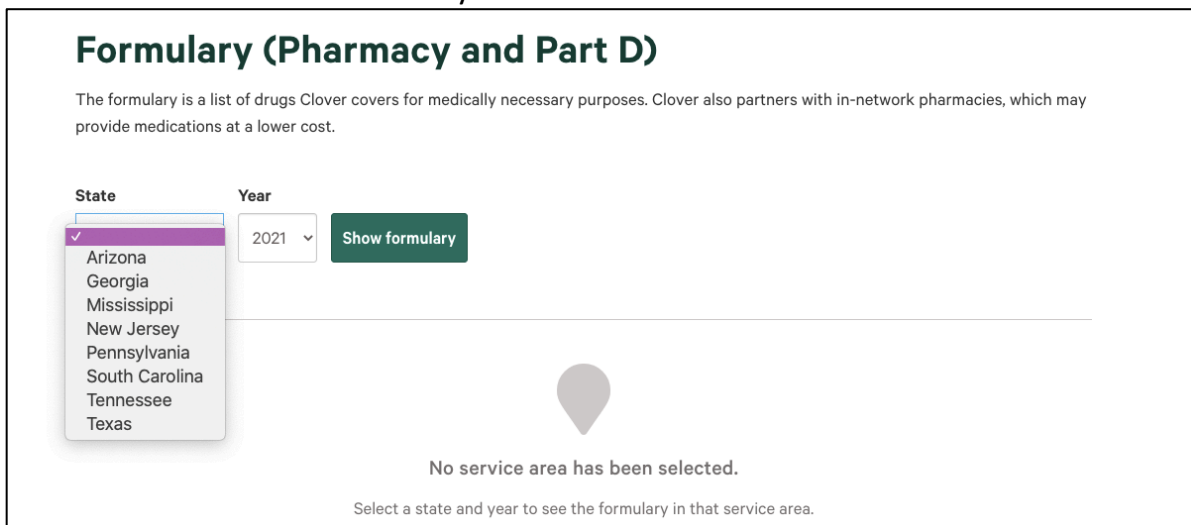 Formulary (Pharmacy and Part D)
The formulary is a list of drugs Clover covers for medically necessary purposes. Clover also partners with in-network pharmacies, which may
provide medications at a lower cost.
State Year
2021 Show formulary
Arizona
Georgia
Mississippi
New Jersey
Pennsylvania
South Carolina
Tennessee
Texas
No service area has been selected.
Select a state and year to see the formulary in that service area.